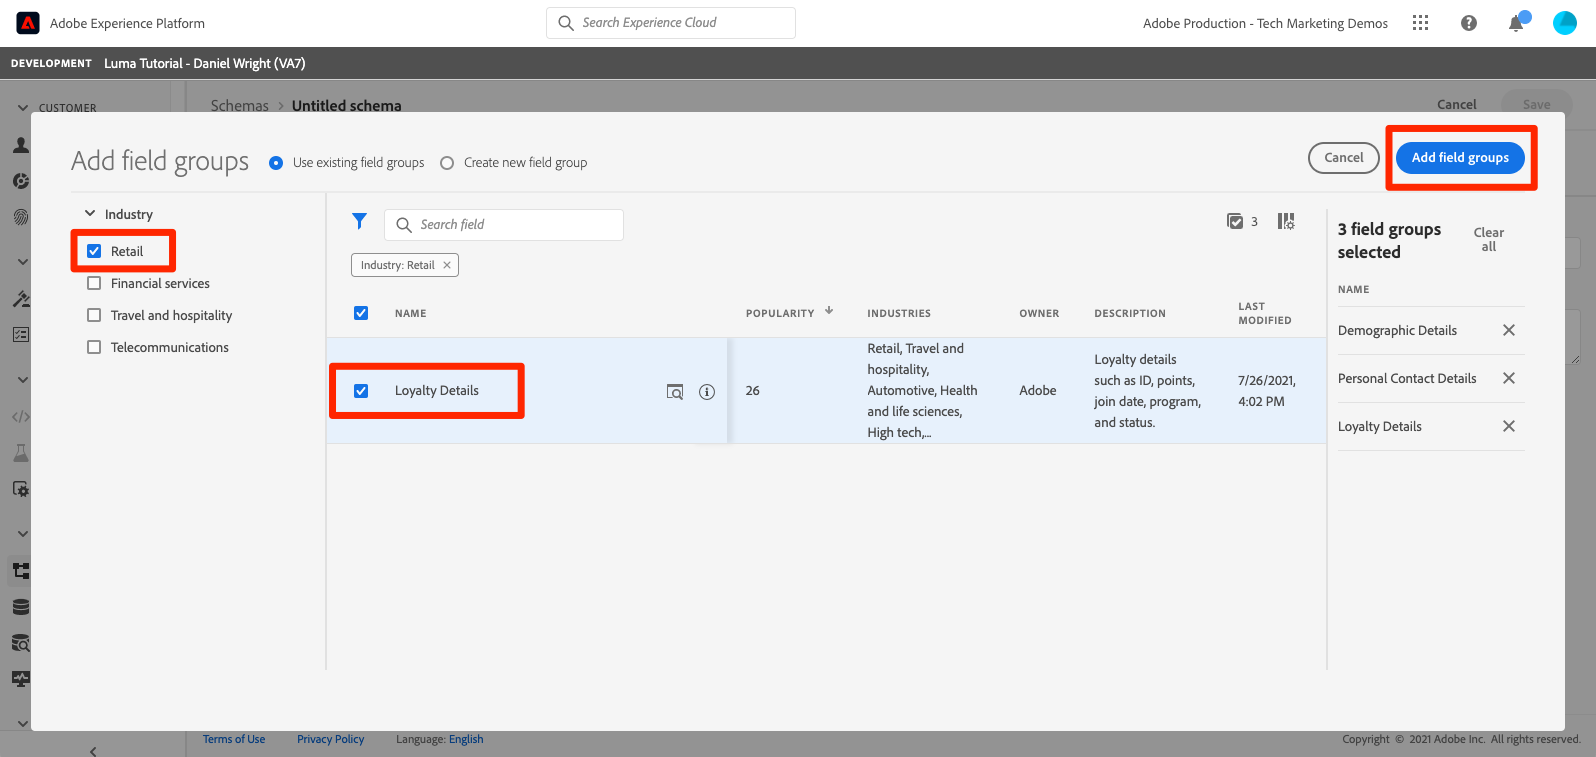 Adobe Experience Platform
Search Experience Cloud
Adobe Production - Tech Marketing Demos
DEVELOPMENT Luma Tutorial - Daniel Wright (VA7)
CUSTOMER
Schemas > Untitled schema
Cancel
Save
Add field groups
Use existing field groups
Create new field group
Cancel
Add field groups
Industry
Retail
Financial services
Travel and hospitality
Telecommunications
Search field
3
Industry: Retail
NAME
POPULARITY
INDUSTRIES
OWNER
DESCRIPTION
LAST
MODIFIED
Loyalty Details
26
Retail, Travel and
hospitality,
Automotive, Health
and life sciences,
High tech,...
Adobe
Loyalty details
such as ID, points,
join date, program,
and status.
7/26/2021,
4:02 PM
3 field groups
selected
Clear
all
NAME
Demographic Details
Personal Contact Details
Loyalty Details
Terms of Use
Privacy Policy
Language: English
Copyright © 2021 Adobe Inc. All rights reserved.